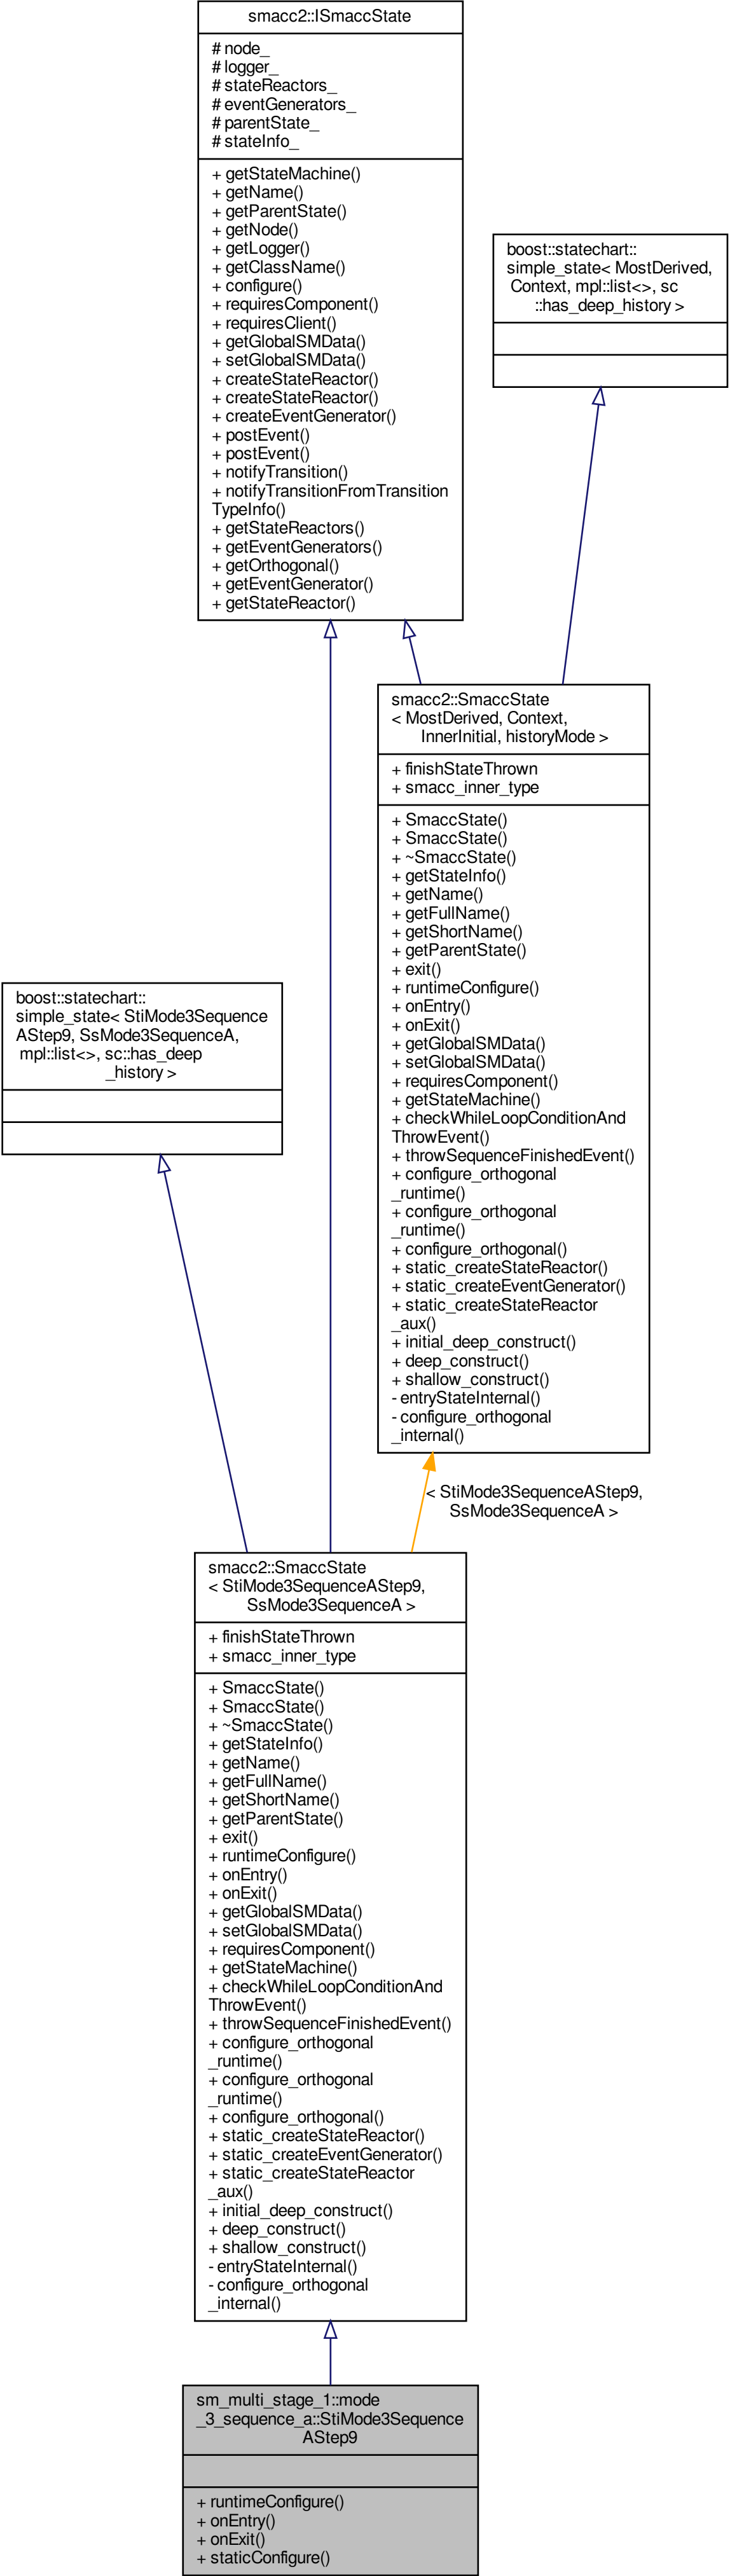 smacc2::ISmaccState
# node_
# logger_
# stateReactors_
# eventGenerators_
# parentState_
# stateInfo_
+ getStateMachine()
+ getName()
+ getParentState()
+ getNode()
+ getLogger()
+ getClassName()
+ configure()
+ requiresComponent()
+ requiresClient()
+ getGlobalSMData()
+ setGlobalSMData()
+ createStateReactor()
+ createStateReactor()
+ createEventGenerator()
+ postEvent()
+ postEvent()
+ notifyTransition()
+ notifyTransitionFromTransition
TypeInfo()
+ getStateReactors()
+ getEventGenerators()
+ getOrthogonal()
+ getEventGenerator()
+ getStateReactor()
boost::statechart::
simple_state< MostDerived,
Context, mpl::list<>, sc
::has_deep_history >
smacc2::SmaccState
< MostDerived, Context,
InnerInitial, historyMode >
+ finishStateThrown
+ smacc_inner_type
+ SmaccState()
+ SmaccState()
+ ~SmaccState()
+ getStateInfo()
+ getName()
+ getFullName()
+ getShortName()
+ getParentState()
+ exit()
+ runtimeConfigure()
+ onEntry()
+ onExit()
+ getGlobalSMData()
+ setGlobalSMData()
+ requiresComponent()
+ getStateMachine()
+ checkWhileLoopConditionAnd
ThrowEvent()
+ throwSequenceFinishedEvent()
+ configure_orthogonal
_runtime()
+ configure_orthogonal
_runtime()
+ configure_orthogonal()
+ static_createStateReactor()
+ static_createEventGenerator()
+ static_createStateReactor
_aux()
+ initial_deep_construct()
+ deep_construct()
+ shallow_construct()
- entryStateInternal()
- configure_orthogonal
_internal()
boost::statechart::
simple_state< StiMode3Sequence
AStep9, SsMode3SequenceA,
mpl::list<>, sc::has_deep
_history >
< StiMode3SequenceAStep9,
SsMode3SequenceA >
smacc2::SmaccState
< StiMode3SequenceAStep9,
SsMode3SequenceA >
+ finishStateThrown
+ smacc_inner_type
+ SmaccState()
+ SmaccState()
+ ~SmaccState()
+ getStateInfo()
+ getName()
+ getFullName()
+ getShortName()
+ getParentState()
+ exit()
+ runtimeConfigure()
+ onEntry()
+ onExit()
+ getGlobalSMData()
+ setGlobalSMData()
+ requiresComponent()
+ getStateMachine()
+ checkWhileLoopConditionAnd
ThrowEvent()
+ throwSequenceFinishedEvent()
+ configure_orthogonal
_runtime()
+ configure_orthogonal
_runtime()
+ configure_orthogonal()
+ static_createStateReactor()
+ static_createEventGenerator()
+ static_createStateReactor
_aux()
+ initial_deep_construct()
+ deep_construct()
+ shallow_construct()
- entryStateInternal()
- configure_orthogonal
_internal()
sm_multi_stage_1::mode
_3_sequence_a::StiMode3Sequence
AStep9
+ runtimeConfigure()
+ onEntry()
+ onExit()
+ staticConfigure()